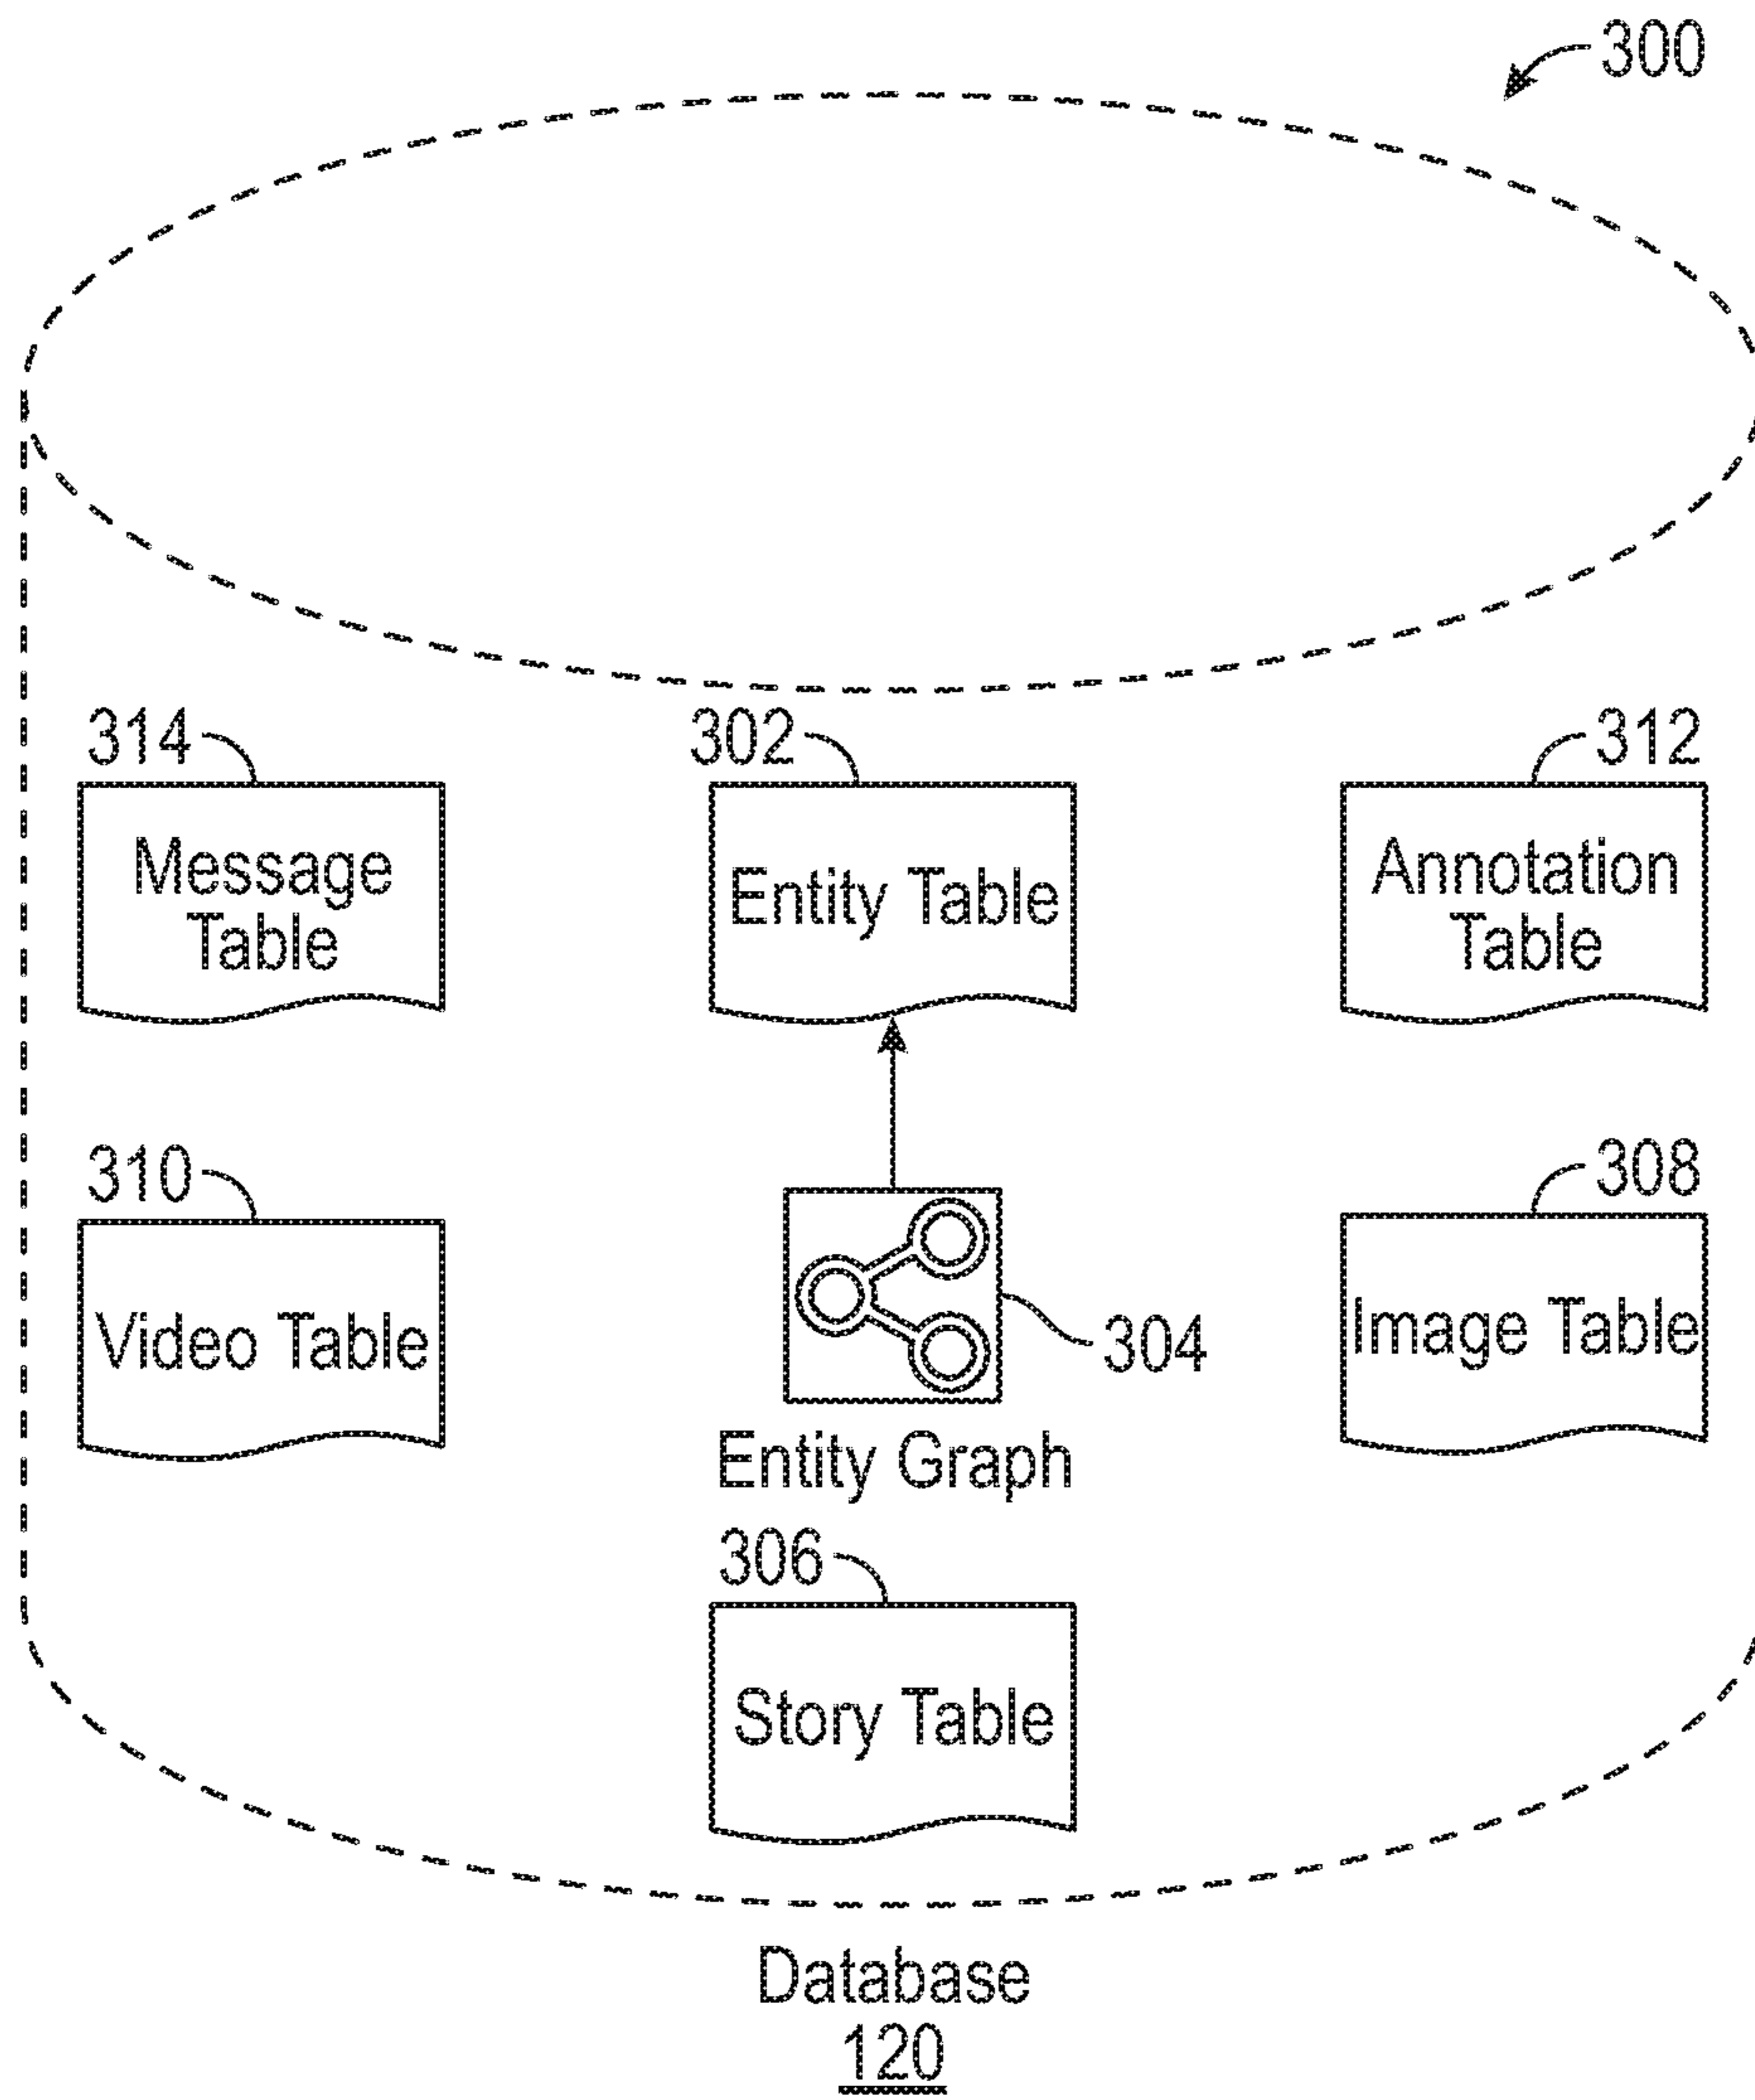 300
314
302
312
Message
Table
Entity Table
Annotation
Table
310
308
Video Table
304
Image Table
Entity Graph
306
Story Table
Database
120